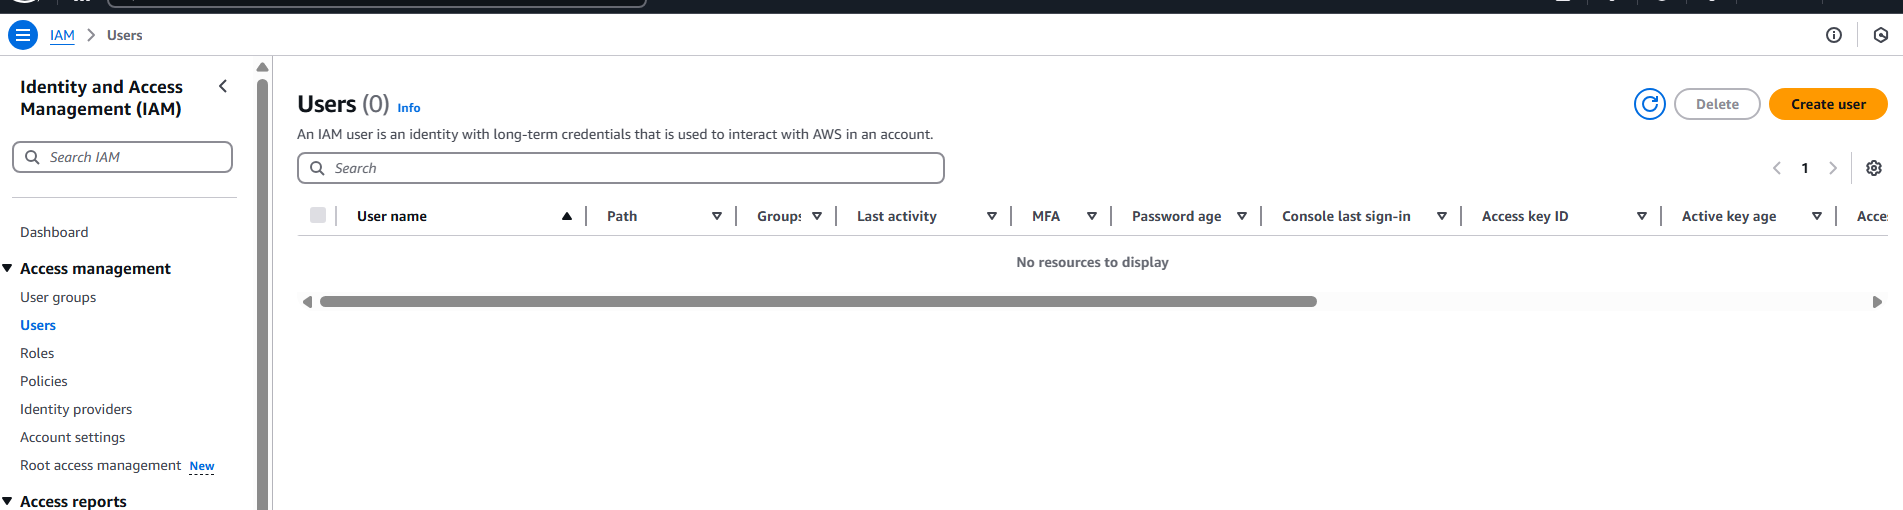 IAM > Users
Identity and Access
Management (IAM)
Search IAM
Dashboard
Access management
User groups
Users
Roles
Policies
Identity providers
Account settings
Root access management New
Access reports
Users (0) Info
Delete
Create user
An IAM user is an identity with long-term credentials that is used to interact with AWS in an account.
Search
1
User name Path Groups Last activity MFA Password age Console last sign-in Access key ID Active key age Acce
No resources to display